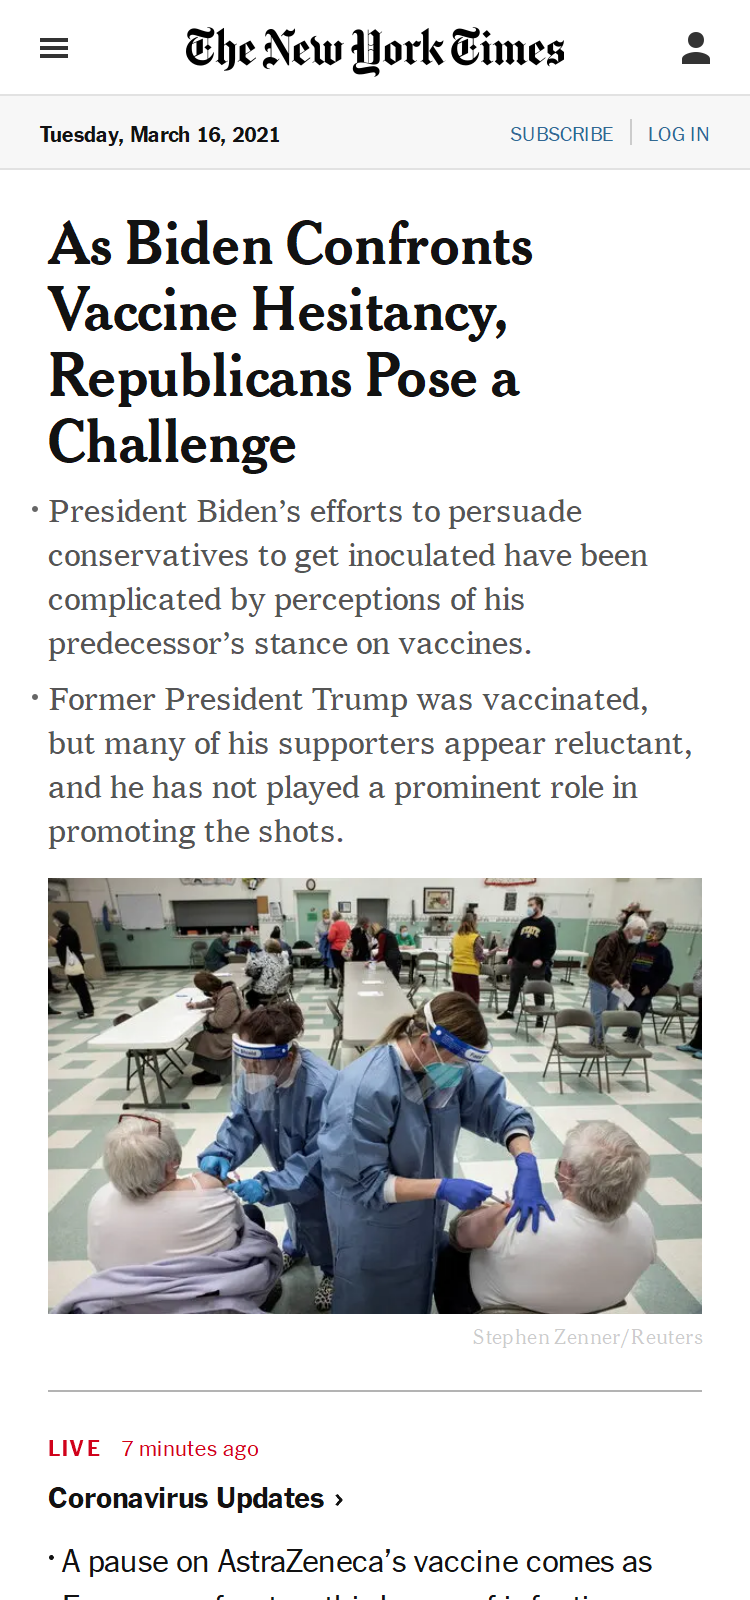 The New York Times
Tuesday, March 16, 2021
SUBSCRIBE
LOG IN
As Biden Confronts
Vaccine Hesitancy,
Republicans Pose a
Challenge
• President Biden’s efforts to persuade
conservatives to get inoculated have been
complicated by perceptions of his
predecessor’s stance on vaccines.
• Former President Trump was vaccinated,
but many of his supporters appear reluctant,
and he has not played a prominent role in
promoting the shots.
STATE
Stephen Zenner/Reuters
LIVE 7 minutes ago
Coronavirus Updates ›
• A pause on AstraZeneca’s vaccine comes as